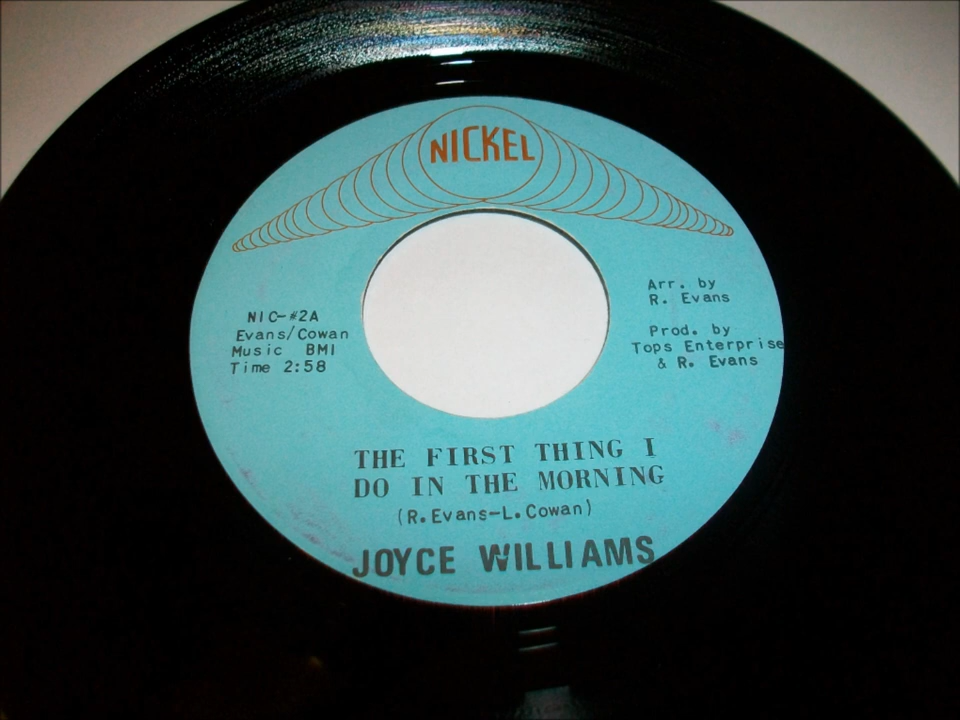 NICKEL
NIC-#2A
Evans/Cowan
Music BMI
Time 2:58
Arr. by
R. Evans
Prod. by
Tops Enterprise
& R. Evans
THE FIRST THING I
DO IN THE MORNING
(R.Evans-L.Cowan)
JOYCE WILLIAMS